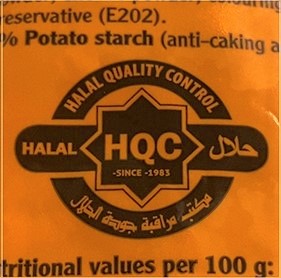 reservative (E202).
% Potato starch (anti-caking a
HALAL QUALITY CONTROL
HALAL
HQC
حلال
-SINCE -1983
مكتب مراقبة جودة الحلال
tritional values per 100 g: